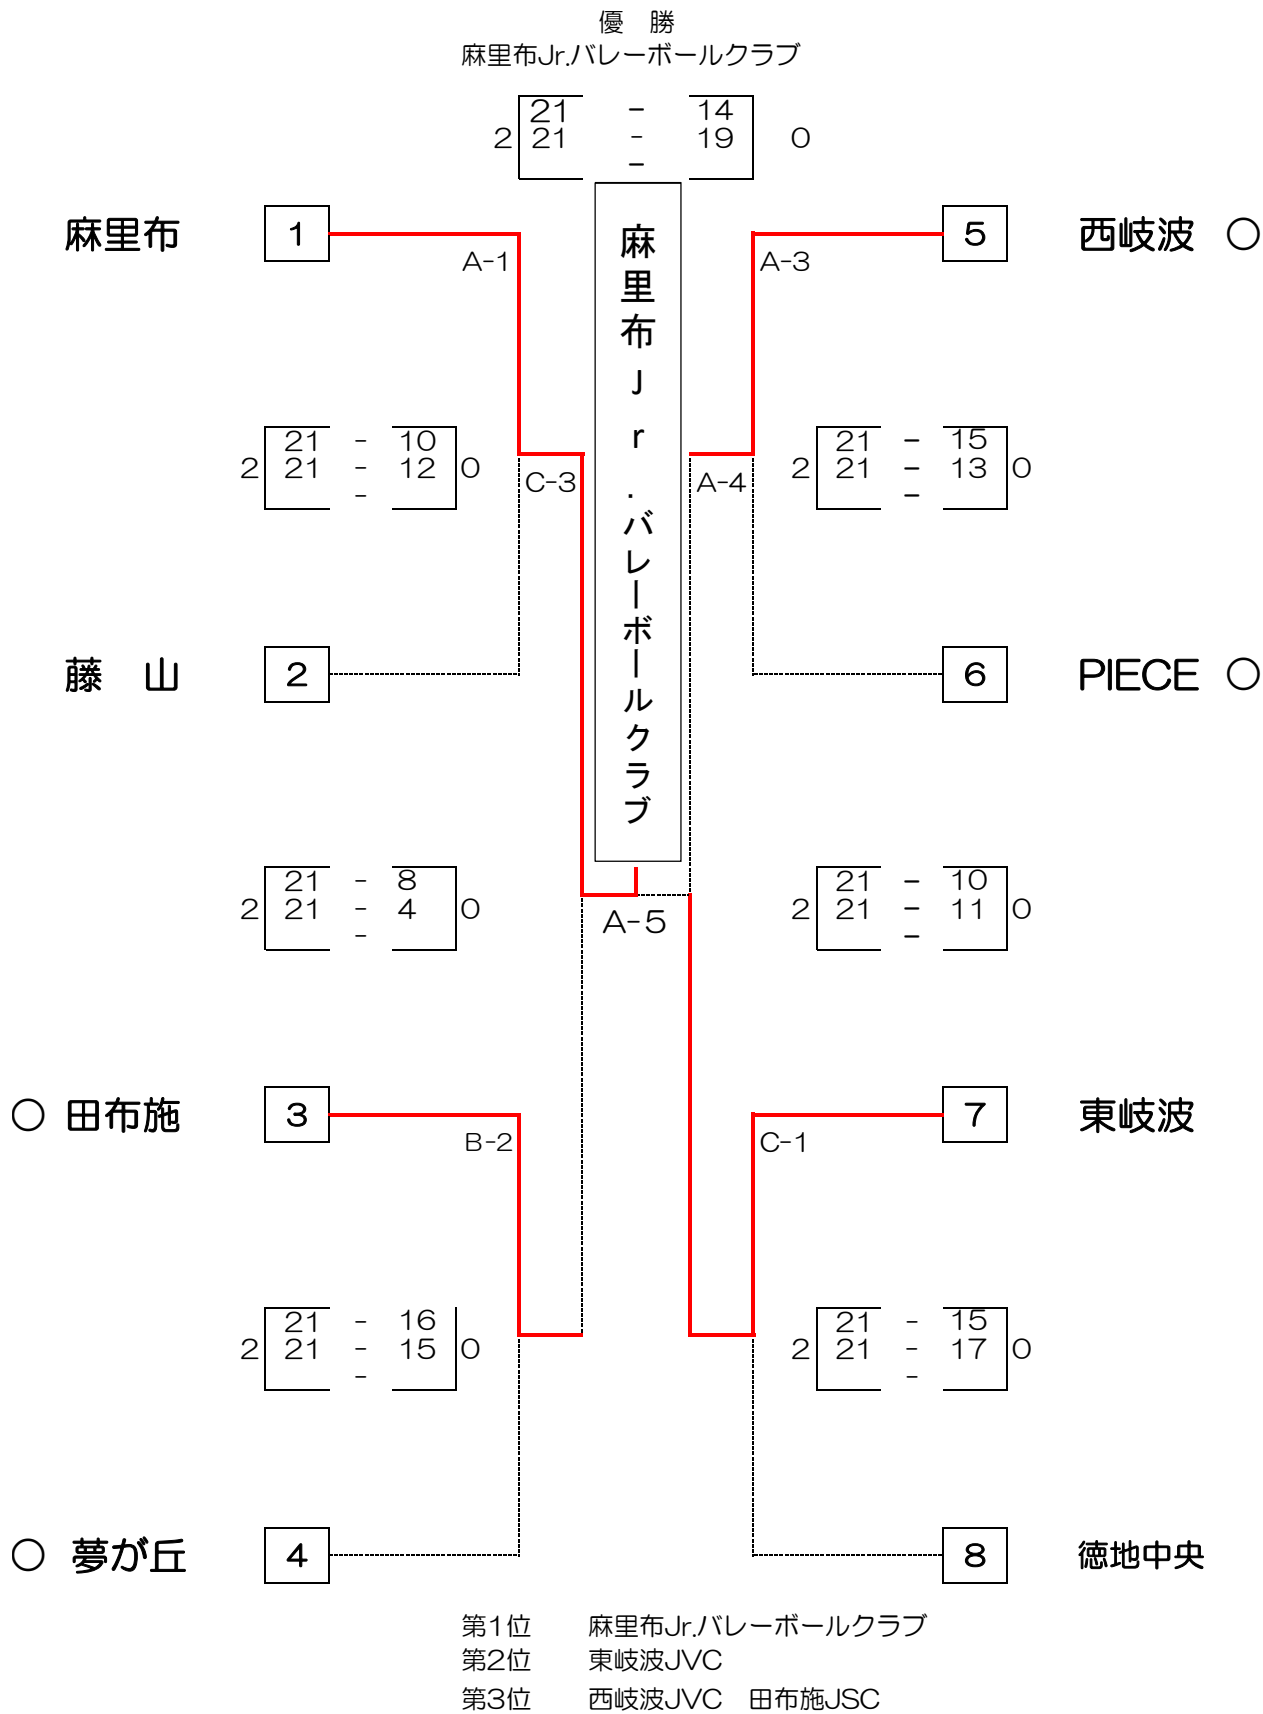 優　勝
麻里布Jr.バレーボールクラブ
21 - 14
2 21 - 19 0
-
麻里布Jr.バレーボールクラブ
麻里布 1 5 西岐波 ○
A-1 A-3
21 - 10 21 - 15
2 21 - 12 0 2 21 - 13 0
- -
C-3 A-4
藤　山 2 6 PIECE ○
21 - 8 21 - 10
2 21 - 4 0 2 21 - 11 0
- -
A-5
○ 田布施 3 7 東岐波
B-2 C-1
21 - 16 21 - 15
2 21 - 15 0 2 21 - 17 0
- -
○ 夢が丘 4 8 徳地中央
第1位 麻里布Jr.バレーボールクラブ
第2位 東岐波JVC
第3位 西岐波JVC 田布施JSC